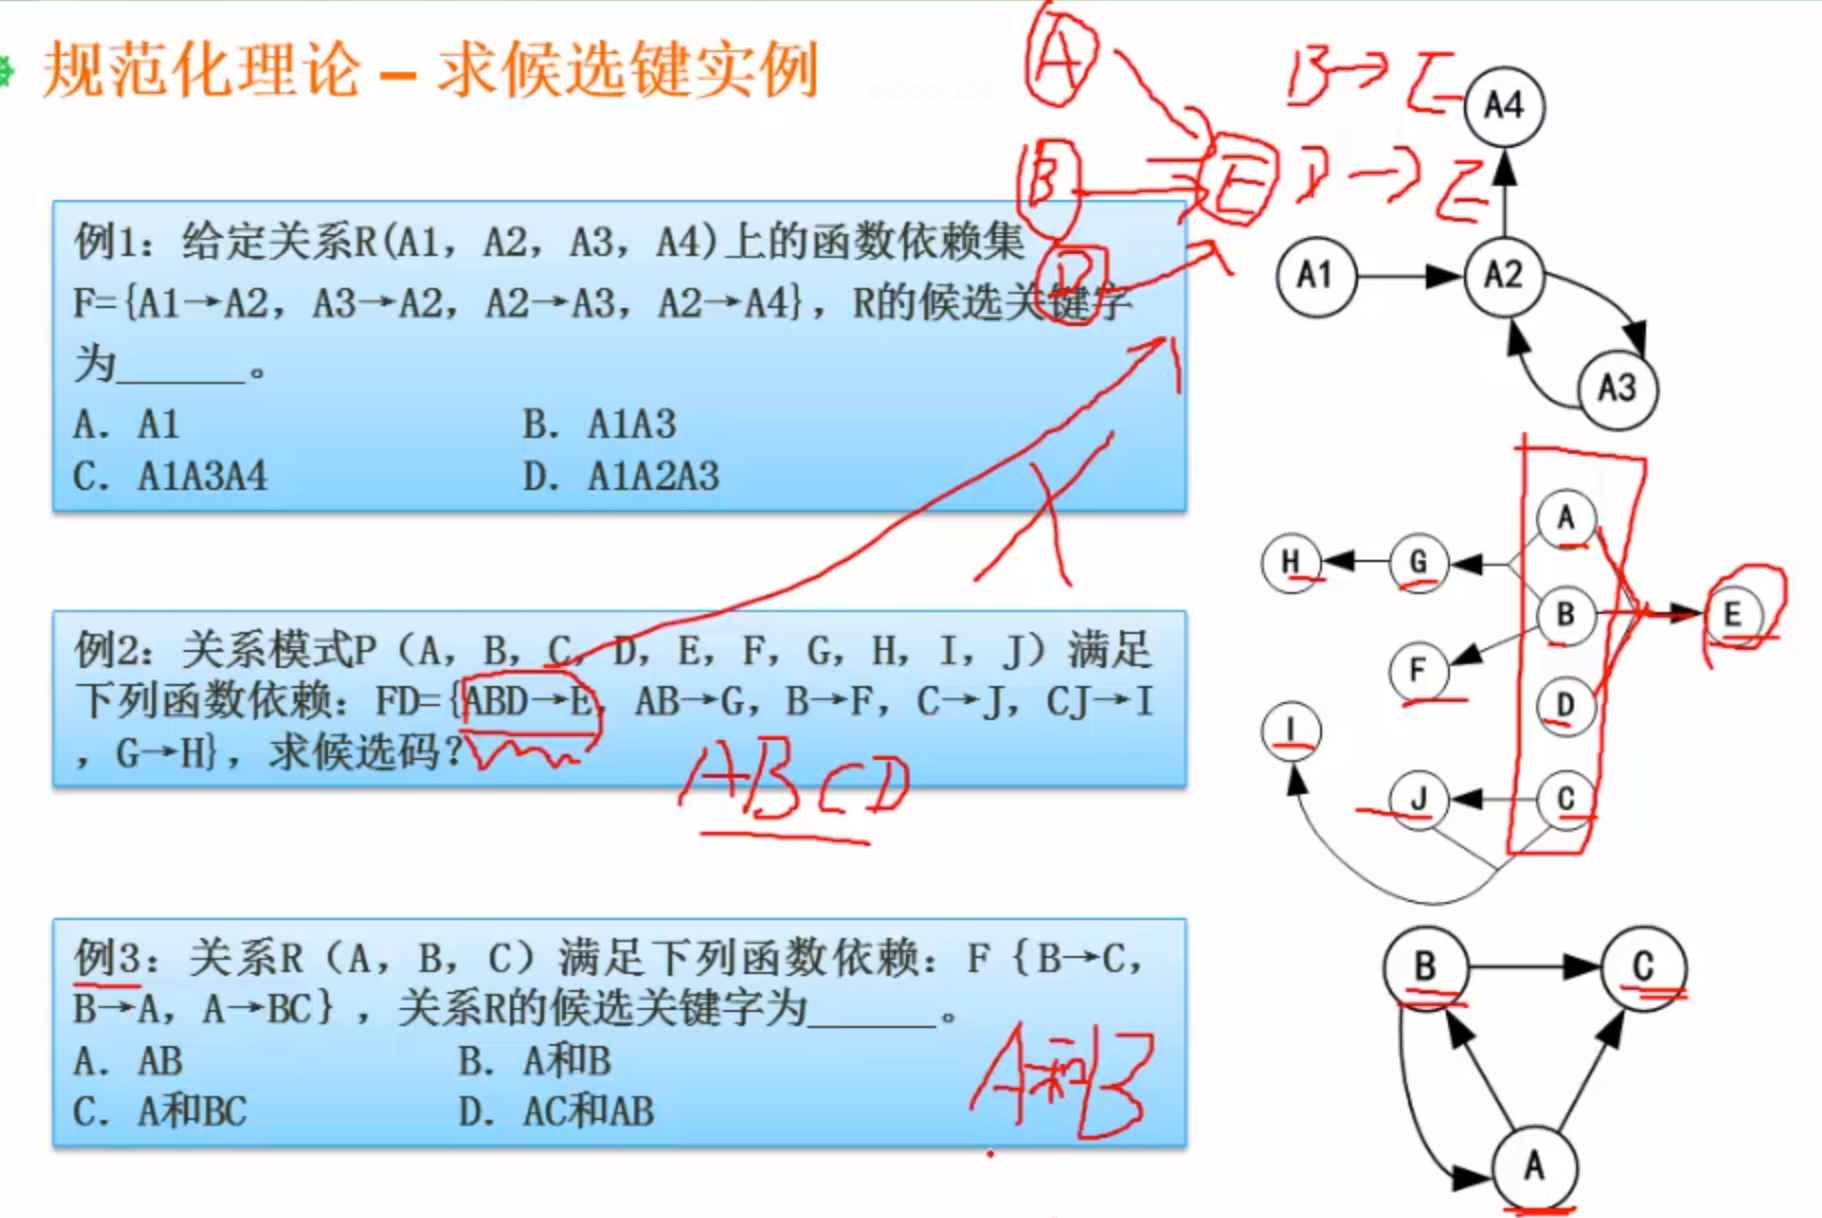 规范化理论 – 求候选键实例
A
B
D
E
B→E
D→E
例1：给定关系R(A1，A2，A3，A4)上的函数依赖集
F={A1→A2，A3→A2，A2→A3，A2→A4}，R的候选关键字
为______。
A. A1
B. A1A3
C. A1A3A4
D. A1A2A3
A4
A1
A2
A3
例2：关系模式P（A，B，C，D，E，F，G，H，I，J）满足
下列函数依赖：FD={ABD→E，AB→G，B→F，C→J，CJ→I
，G→H}，求候选码？
ABCD
A
H
G
B
E
F
D
I
J
C
例3：关系R（A，B，C）满足下列函数依赖：F｛B→C，
B→A，A→BC｝，关系R的候选关键字为______。
A. AB
B. A和B
C. A和BC
D. AC和AB
A和B
B
C
A